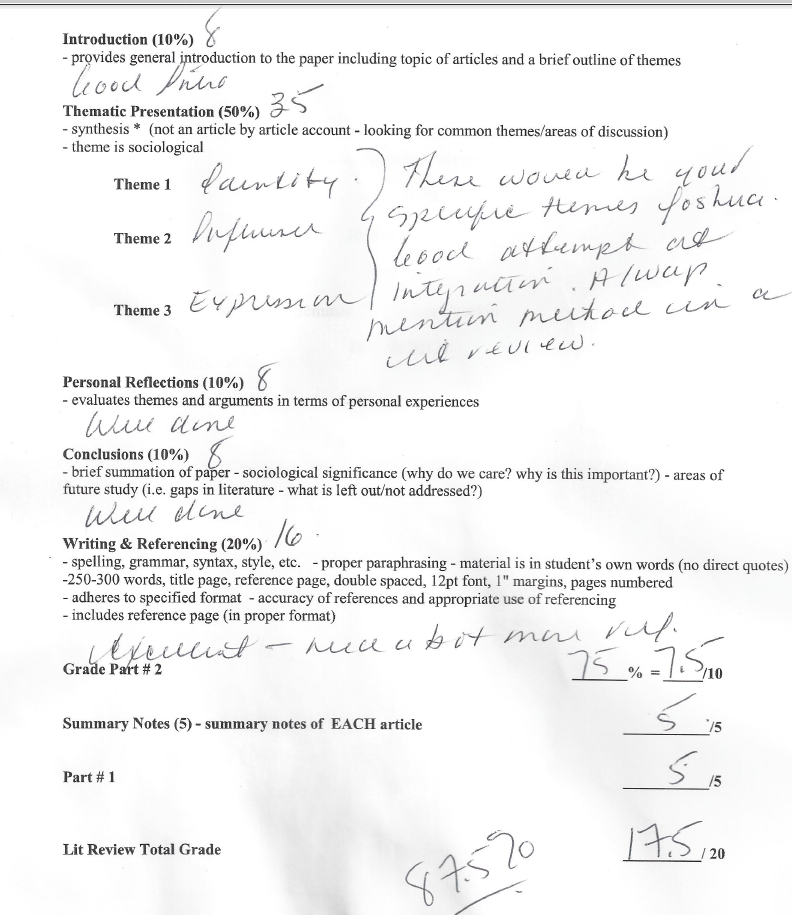 Introduction (10%) 8
- provides general introduction to the paper including topic of articles and a brief outline of themes
Good Intro
Thematic Presentation (50%) 35
- synthesis * (not an article by article account - looking for common themes/areas of discussion)
- theme is sociological
Theme 1 Identity.
Theme 2 Influences
Theme 3 Expression
These would be your
specific themes Joshua.
Good attempt at
integration. Always
mention method in a
lit review.
Personal Reflections (10%) 8
- evaluates themes and arguments in terms of personal experiences
Well done
Conclusions (10%) 8
- brief summation of paper - sociological significance (why do we care? why is this important?) - areas of
future study (i.e. gaps in literature - what is left out/not addressed?)
Well done
Writing & Referencing (20%) 16
- spelling, grammar, syntax, style, etc. - proper paraphrasing - material is in student's own words (no direct quotes)
-250-300 words, title page, reference page, double spaced, 12pt font, 1" margins, pages numbered
- adheres to specified format - accuracy of references and appropriate use of referencing
- includes reference page (in proper format)
excellent - need a bit more ref.
Grade Part # 2 75 % = 7.5/10
Summary Notes (5) - summary notes of EACH article 5 /5
Part # 1 5 /5
Lit Review Total Grade 17.5 / 20
87.5%